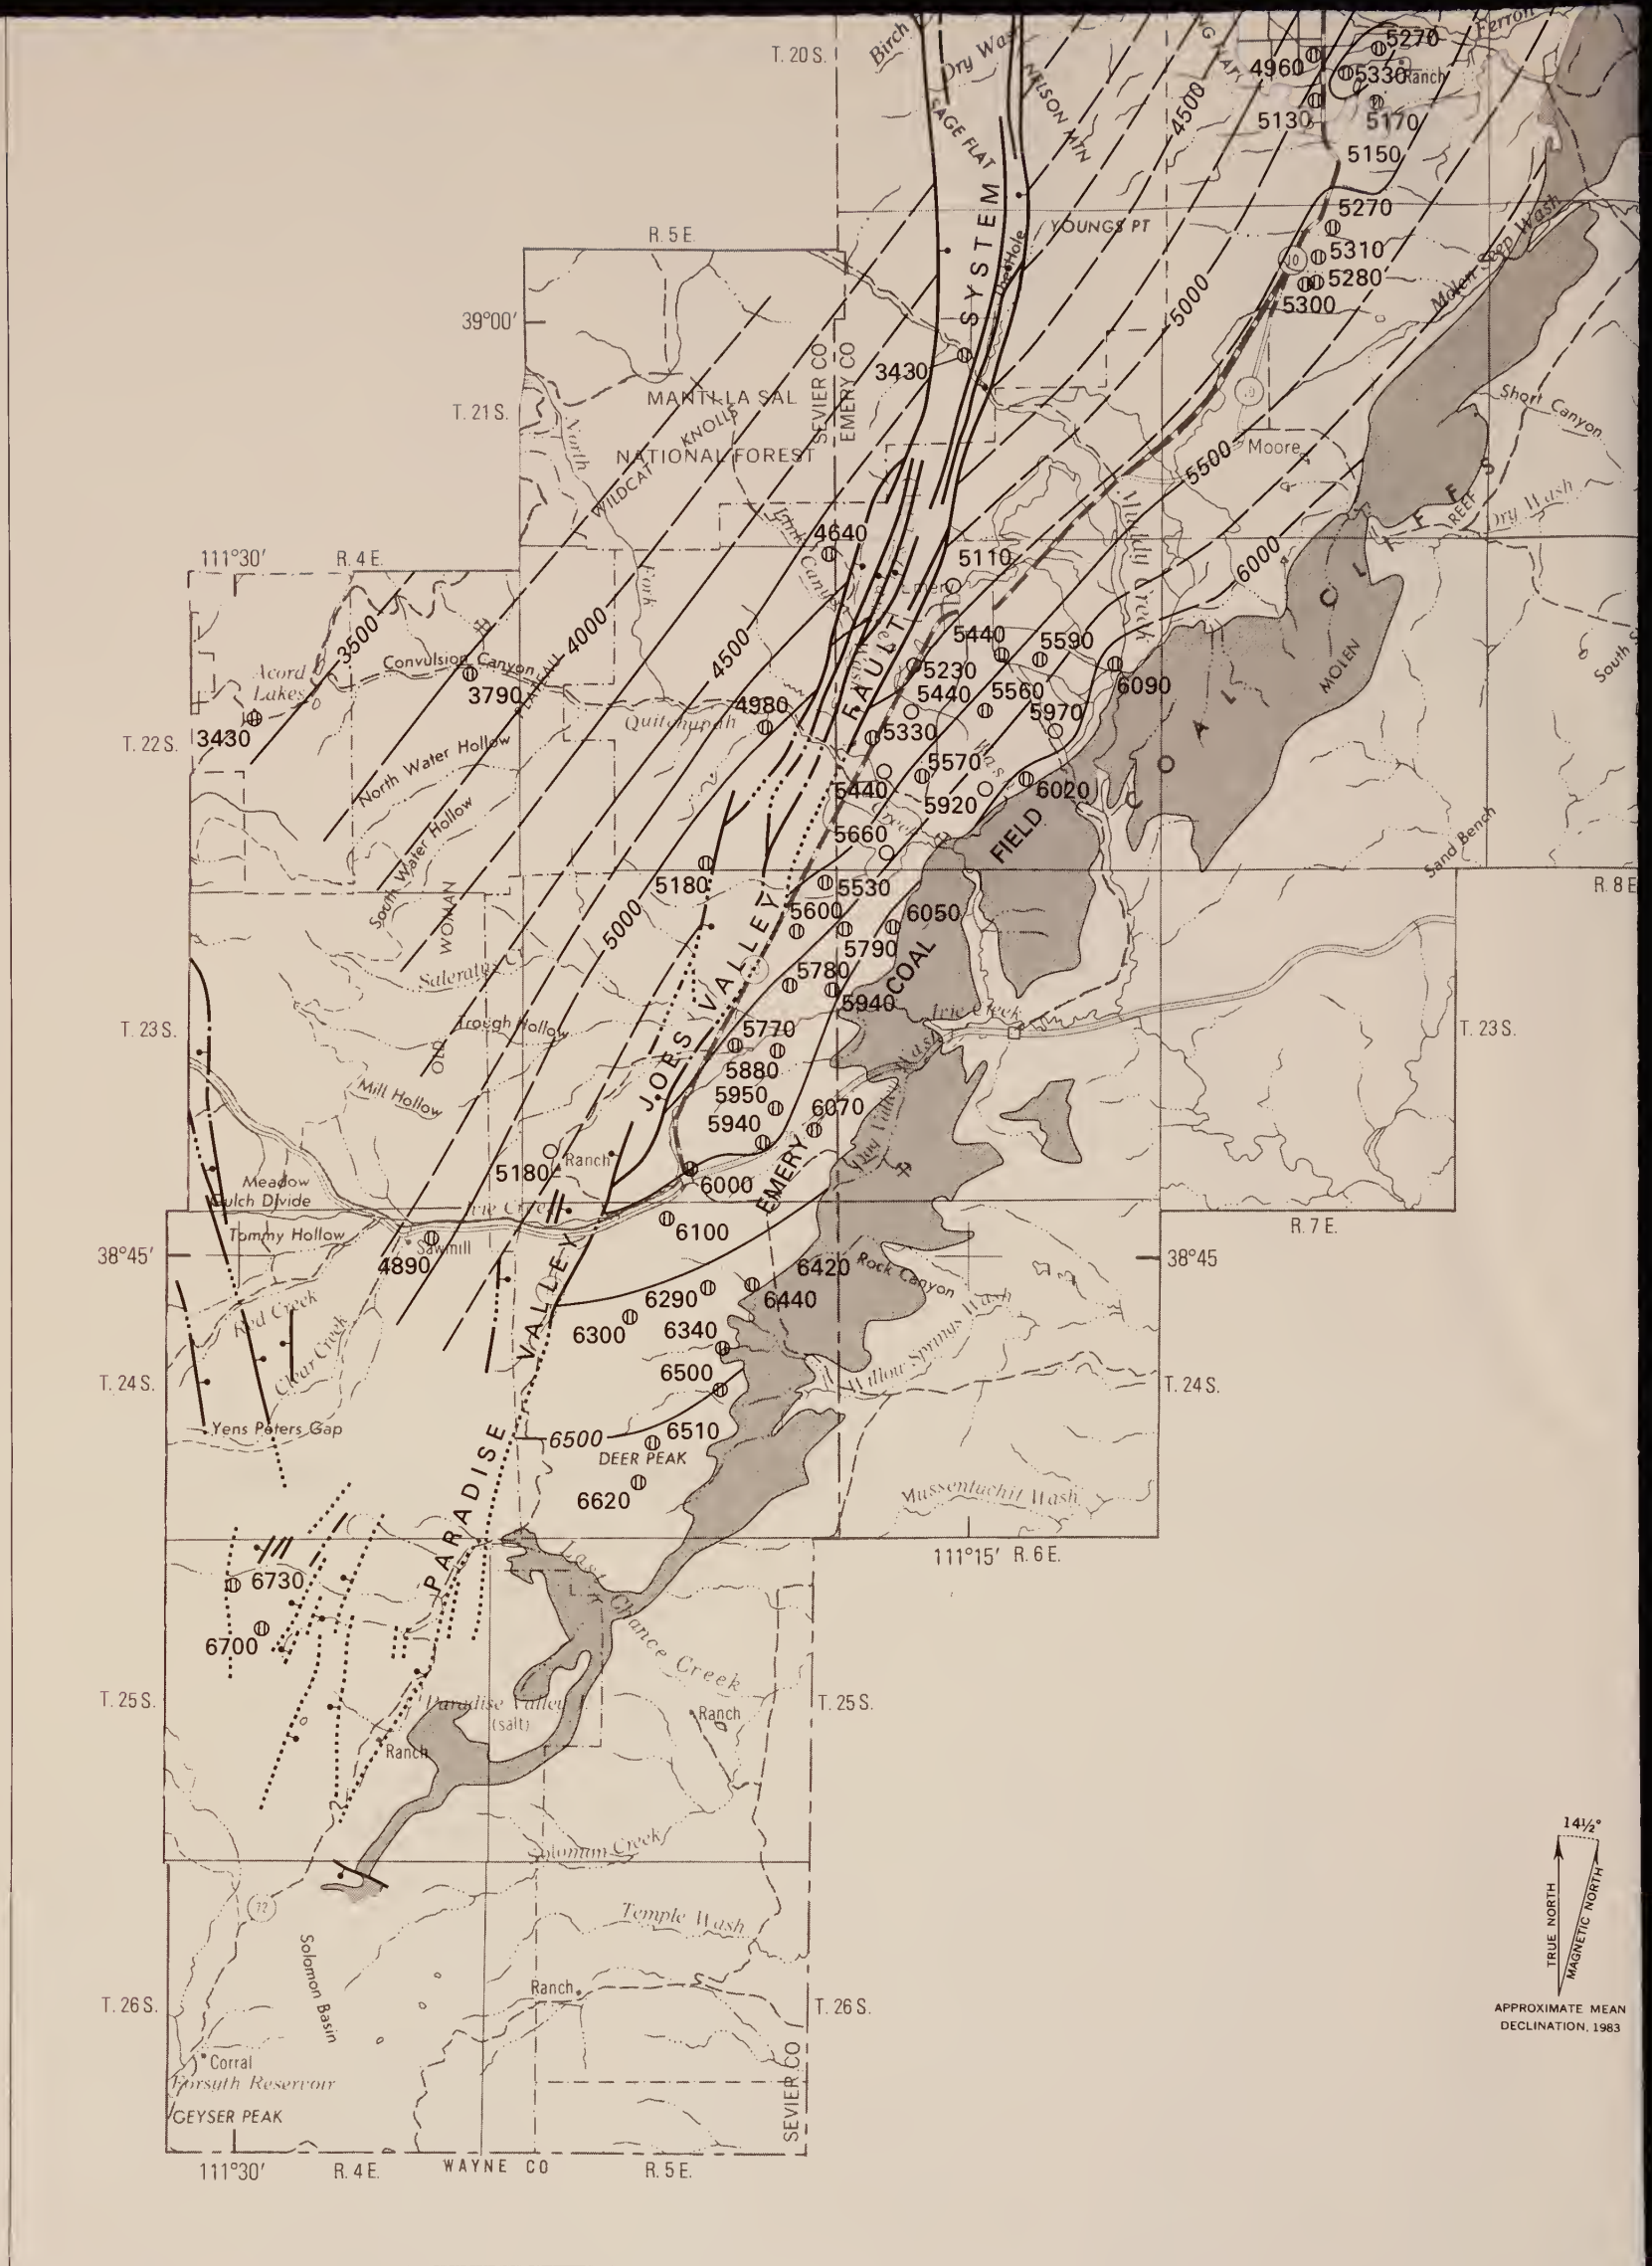 T. 20 S.
Birch
Dry Was
NELSON MTN
SAGE FLAT
4500
4960
5270
5330
Ranch
5130
5170
5150
Ferron
R. 5 E.
YOUNGS PT
5270
10
5310
5280
5300
Molen Seep Wash
39°00′
SYSTEM
5000
3430
SEVIER CO
EMERY CO
T. 21 S.
MANTI-LA SAL
KNOLLS
NATIONAL FOREST
WILDCAT
North
Fork
Short Canyon
Moore
5500
CLIFFS
REEF
Dry Wash
111°30′
R. 4 E.
4640
5110
Muddy Creek
6000
3500
4000
4500
Convulsion Canyon
Acord
Lakes
3790
3430
4980
Quitchupah
FAULT
5440
5590
5230
5440
5560
6090
5970
5330
5570
5440
5920
6020
MOLEN
COAL
South
T. 22 S.
North Water Hollow
South Water Hollow
5660
FIELD
Sand Bench
5180
5530
R. 8 E.
WOMAN
5000
5600
6050
5790
5780
5940
COAL
Saleratus Cr
JOES VALLEY
T. 23 S.
Trough Hollow
OLD
5770
5880
Ivie Creek
T. 23 S.
Mill Hollow
5950
6070
5940
Wash
5180
Ranch
6000
EMERY
Meadow
Gulch Divide
Tommy Hollow
Ivie Creek
6100
R. 7 E.
38°45′
Sawmill
4890
38°45
6420
Rock Canyon
6290
6440
Red Creek
Clear Creek
6300
6340
Willow Springs Wash
6500
T. 24 S.
T. 24 S.
VALLEY
Yens Peters Gap
6500
6510
DEER PEAK
6620
Mussentuchit Wash
PARADISE
111°15′
R. 6 E.
6730
Last Chance Creek
6700
T. 25 S.
Paradise Valley
(salt)
Ranch
T. 25 S.
Ranch
Solomon Creek
72
Temple Wash
Solomon Basin
Ranch
T. 26 S.
T. 26 S.
Corral
Forsyth Reservoir
GEYSER PEAK
SEVIER CO
111°30′
R. 4 E.
WAYNE CO
R. 5 E.
14½°
TRUE NORTH
MAGNETIC NORTH
APPROXIMATE MEAN
DECLINATION, 1983